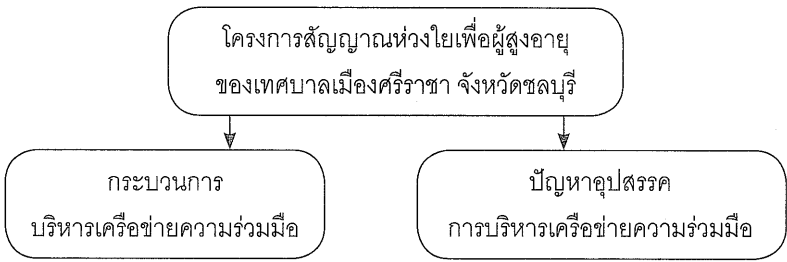 โครงการสัญญาณห่วงใยเพื่อผู้สูงอายุ
ของเทศบาลเมืองศรีราชา จังหวัดชลบุรี
กระบวนการ
บริหารเครือข่ายความร่วมมือ
ปัญหาอุปสรรค
การบริหารเครือข่ายความร่วมมือ